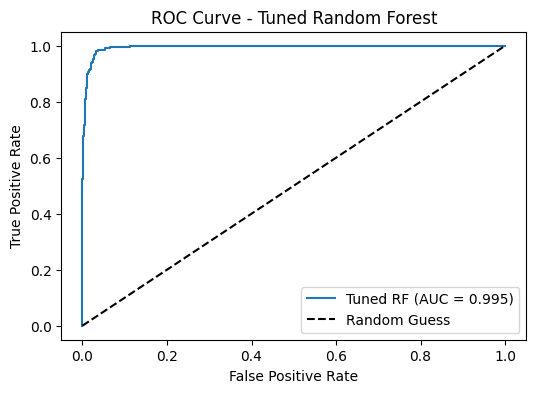 ROC Curve - Tuned Random Forest
1.0
0.8
0.6
0.4
0.2
0.0
True Positive Rate
0.0 0.2 0.4 0.6 0.8 1.0
False Positive Rate
Tuned RF (AUC = 0.995)
Random Guess